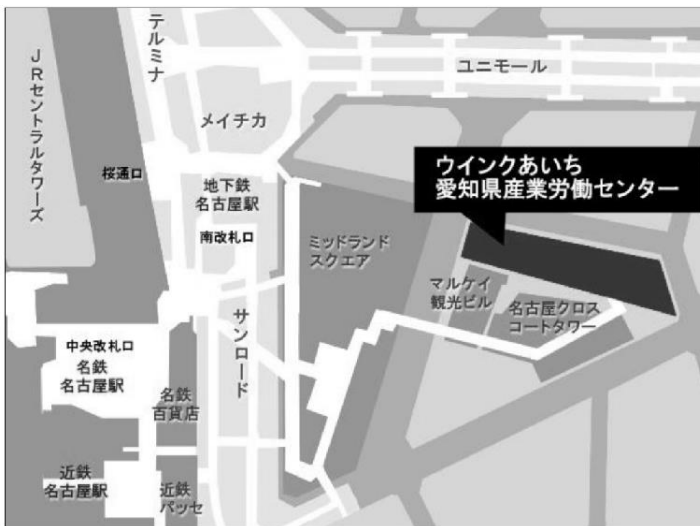 テルミナ
ユニモール
JRセントラルタワーズ
メイチカ
桜通口
地下鉄
名古屋駅
南改札口
ウインクあいち
愛知県産業労働センター
ミッドランド
スクエア
マルケイ
観光ビル
名古屋クロス
コートタワー
サンロード
中央改札口
名鉄
名古屋駅
名鉄
百貨店
近鉄
名古屋駅
近鉄
パッセ